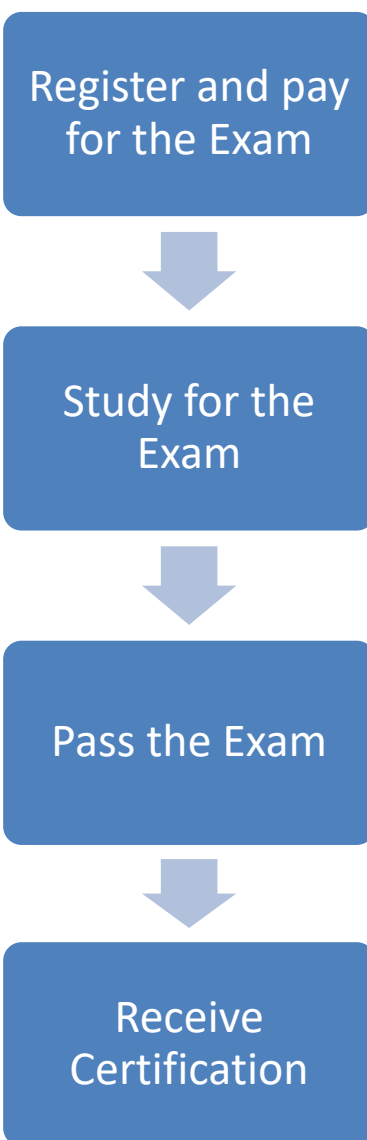 Register and pay
for the Exam
Study for the
Exam
Pass the Exam
Receive
Certification